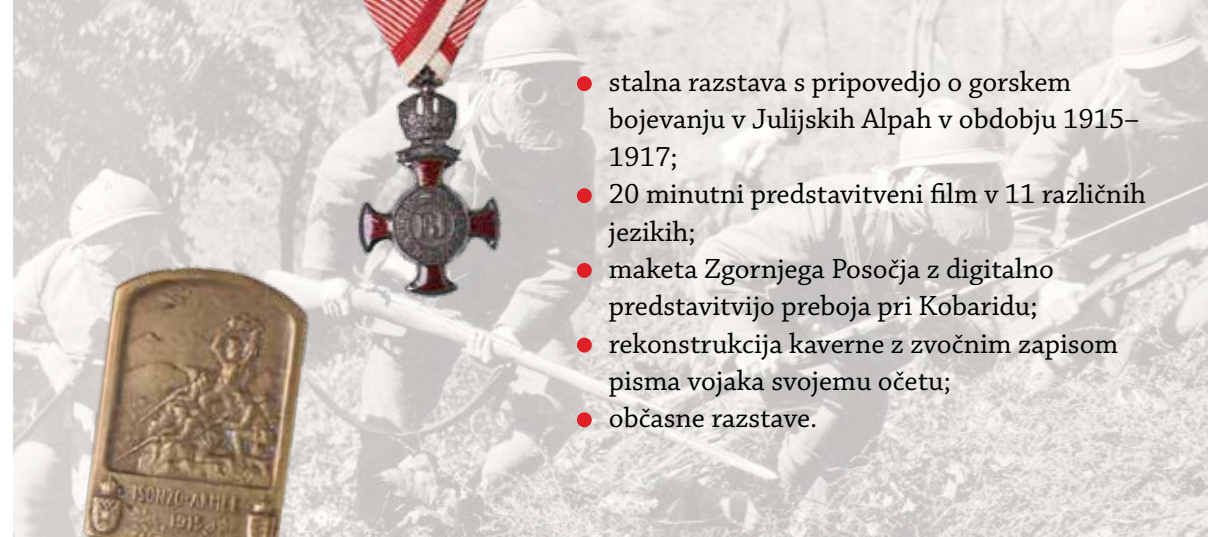 stalna razstava s pripovedjo o gorskem
bojevanju v Julijskih Alpah v obdobju 1915–
1917;
20 minutni predstavitveni film v 11 različnih
jezikih;
maketa Zgornjega Posočja z digitalno
predstavitvijo preboja pri Kobaridu;
rekonstrukcija kaverne z zvočnim zapisom
pisma vojaka svojemu očetu;
občasne razstave.
ISONZO-ARMEE
1915